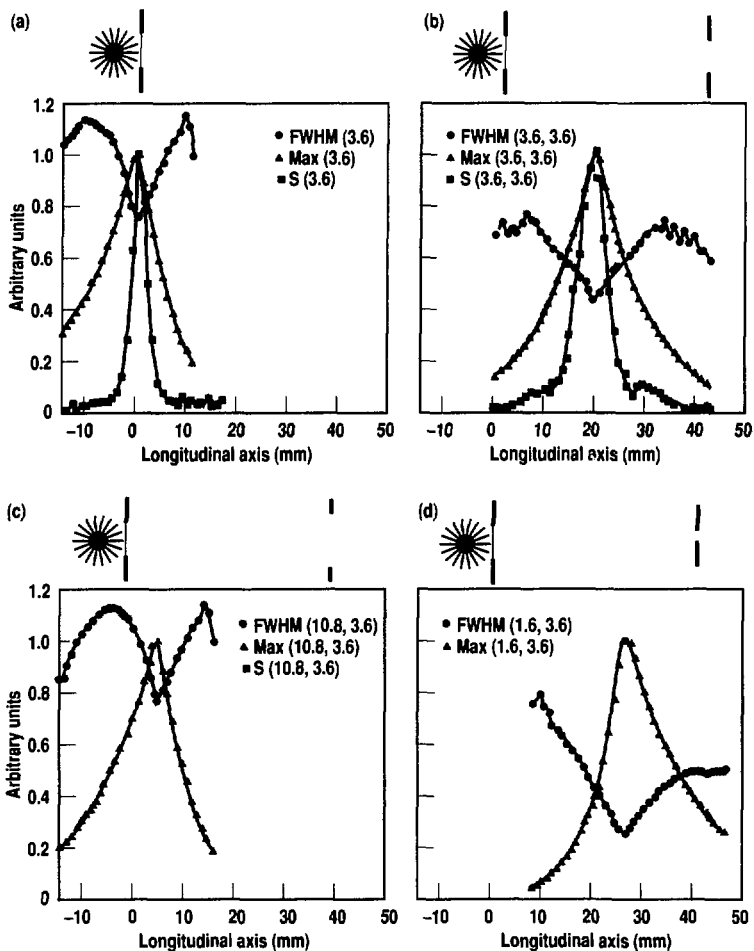 (a)
(b)
1.2
1.0
0.8
0.6
0.4
0.2
0
Arbitrary units
FWHM (3.6)
Max (3.6)
S (3.6)
−10 0 10 20 30 40 50
Longitudinal axis (mm)
FWHM (3.6, 3.6)
Max (3.6, 3.6)
S (3.6, 3.6)
−10 0 10 20 30 40 50
Longitudinal axis (mm)
(c)
(d)
1.2
1.0
0.8
0.6
0.4
0.2
0
Arbitrary units
FWHM (10.8, 3.6)
Max (10.8, 3.6)
S (10.8, 3.6)
−10 0 10 20 30 40 50
Longitudinal axis (mm)
FWHM (1.6, 3.6)
Max (1.6, 3.6)
−10 0 10 20 30 40 50
Longitudinal axis (mm)